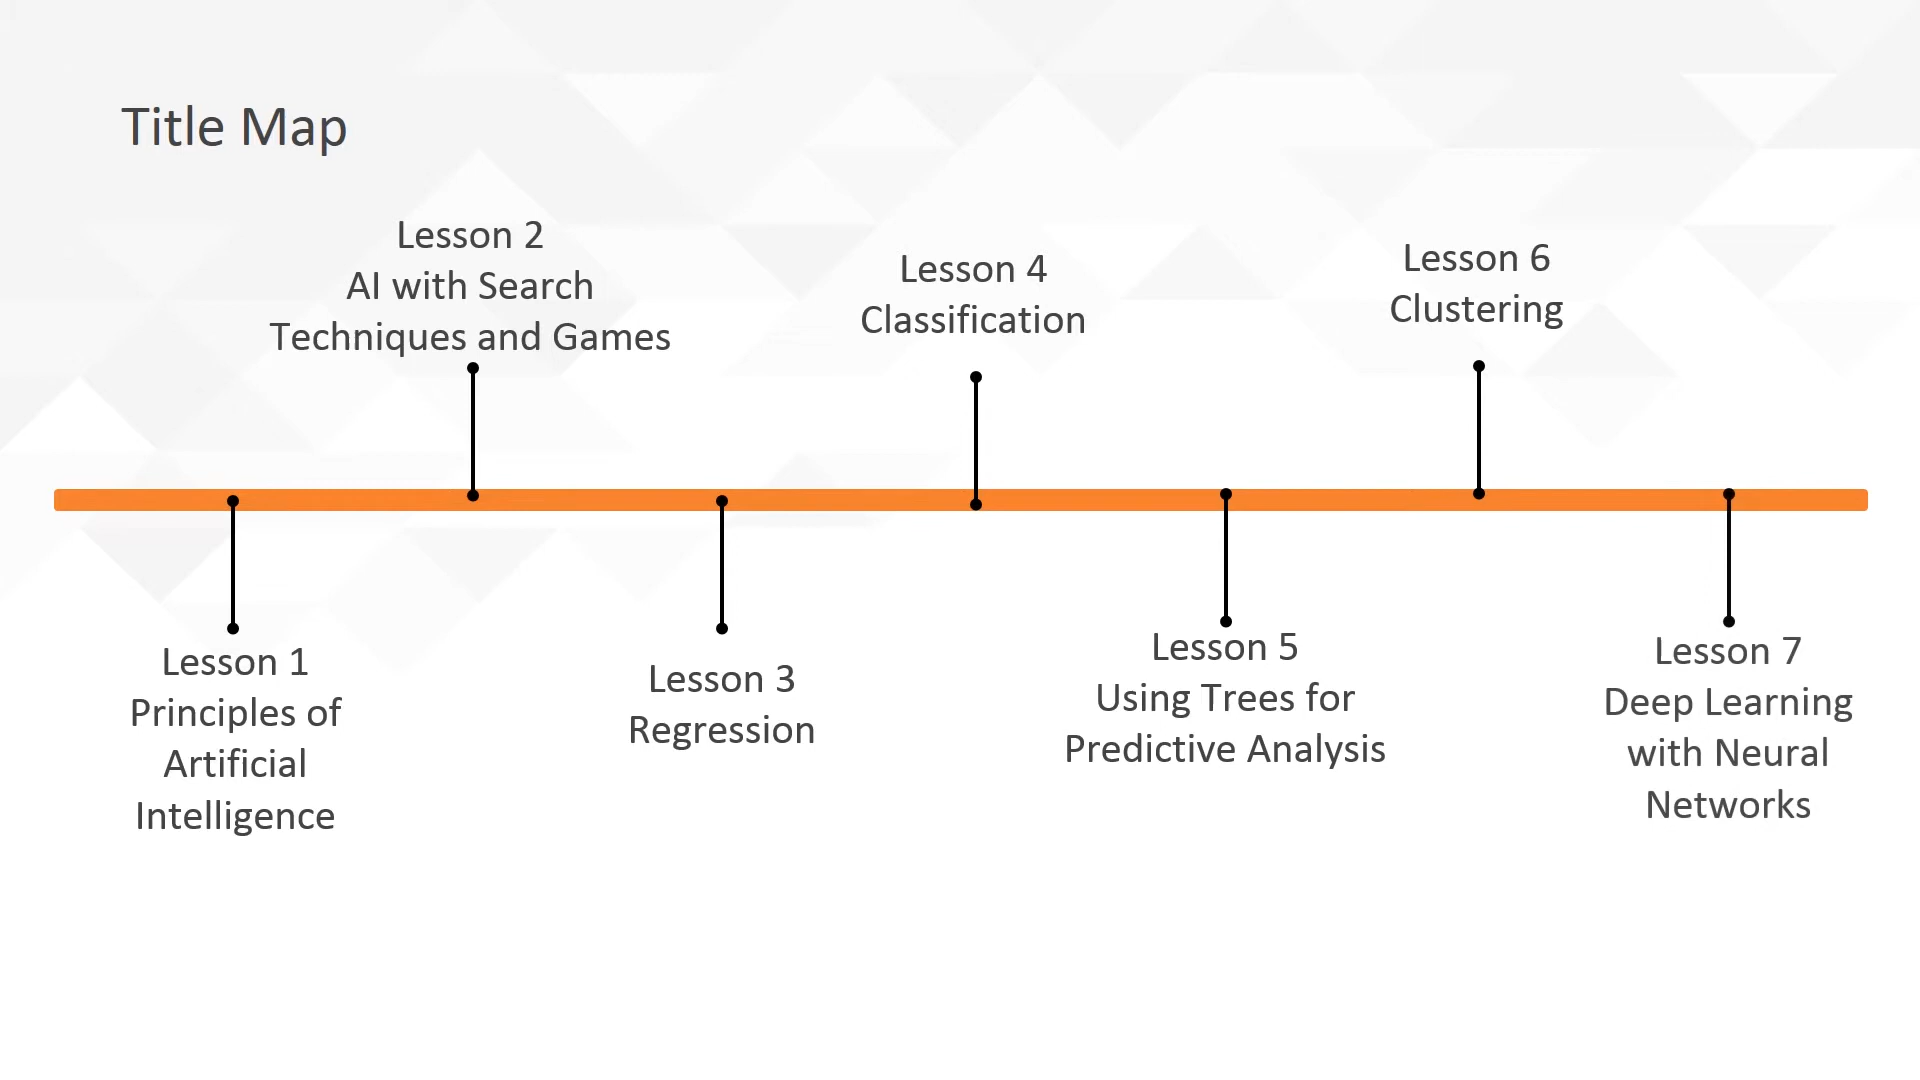 Title Map
Lesson 1
Principles of
Artificial
Intelligence
Lesson 2
AI with Search
Techniques and Games
Lesson 3
Regression
Lesson 4
Classification
Lesson 5
Using Trees for
Predictive Analysis
Lesson 6
Clustering
Lesson 7
Deep Learning
with Neural
Networks